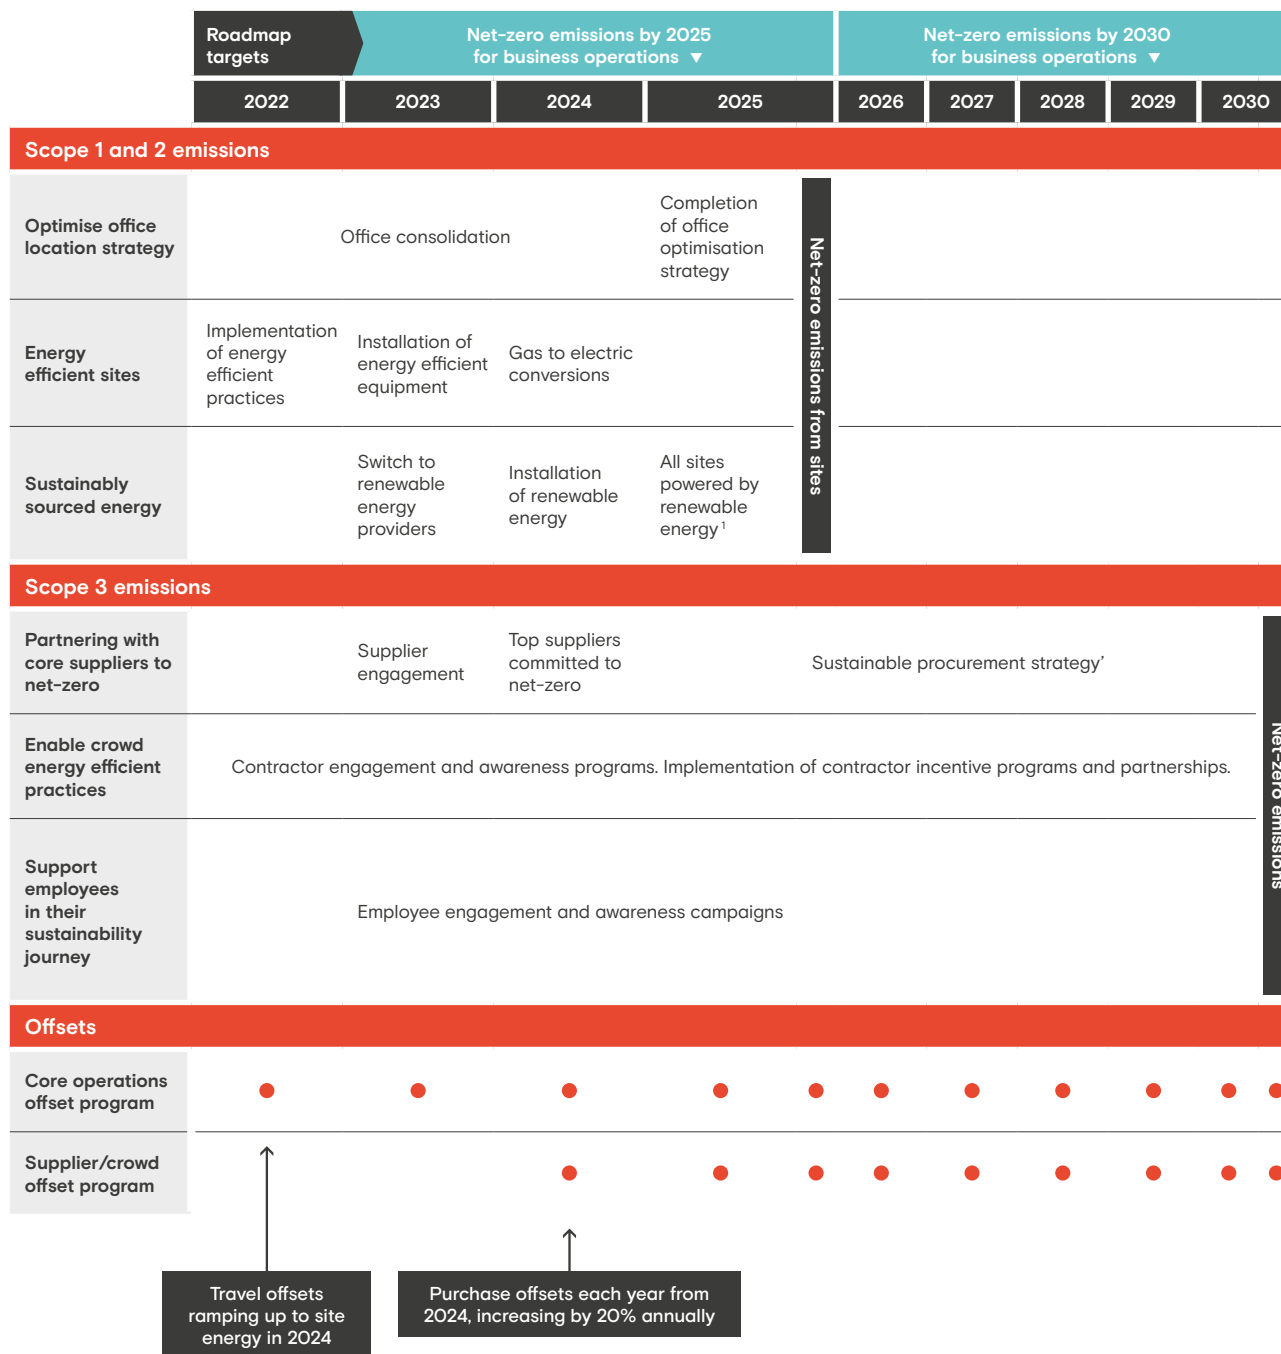 Roadmap
targets
Net-zero emissions by 2025
for business operations ▼
Net-zero emissions by 2030
for business operations ▼
2022
2023
2024
2025
2026
2027
2028
2029
2030
Scope 1 and 2 emissions
Optimise office
location strategy
Office consolidation
Completion
of office
optimisation
strategy
Net-zero emissions from sites
Energy
efficient sites
Implementation
of energy
efficient
practices
Installation of
energy efficient
equipment
Gas to electric
conversions
Sustainably
sourced energy
Switch to
renewable
energy
providers
Installation
of renewable
energy
All sites
powered by
renewable
energy¹
Scope 3 emissions
Partnering with
core suppliers to
net-zero
Supplier
engagement
Top suppliers
committed to
net-zero
Sustainable procurement strategy’
Net-zero emissions
Enable crowd
energy efficient
practices
Contractor engagement and awareness programs. Implementation of contractor incentive programs and partnerships.
Support
employees
in their
sustainability
journey
Employee engagement and awareness campaigns
Offsets
Core operations
offset program
Supplier/crowd
offset program
Travel offsets
ramping up to site
energy in 2024
Purchase offsets each year from
2024, increasing by 20% annually